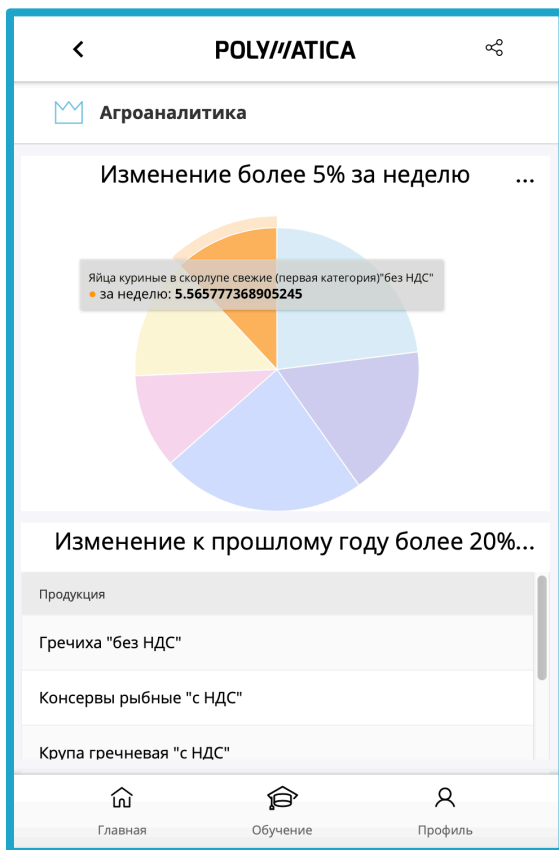 POLYMATICA
Агроаналитика
Изменение более 5% за неделю ...
Яйца куриные в скорлупе свежие (первая категория)"без НДС"
за неделю: 5.565777368905245
Изменение к прошлому году более 20%...
Продукция
Гречиха "без НДС"
Консервы рыбные "с НДС"
Крупа гречневая "с НДС"
Главная Обучение Профиль